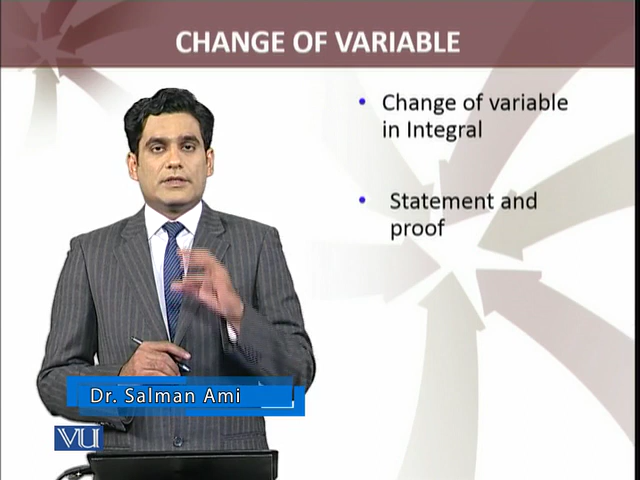 CHANGE OF VARIABLE
• Change of variable
in Integral
• Statement and
proof
Dr. Salman Ami
VU